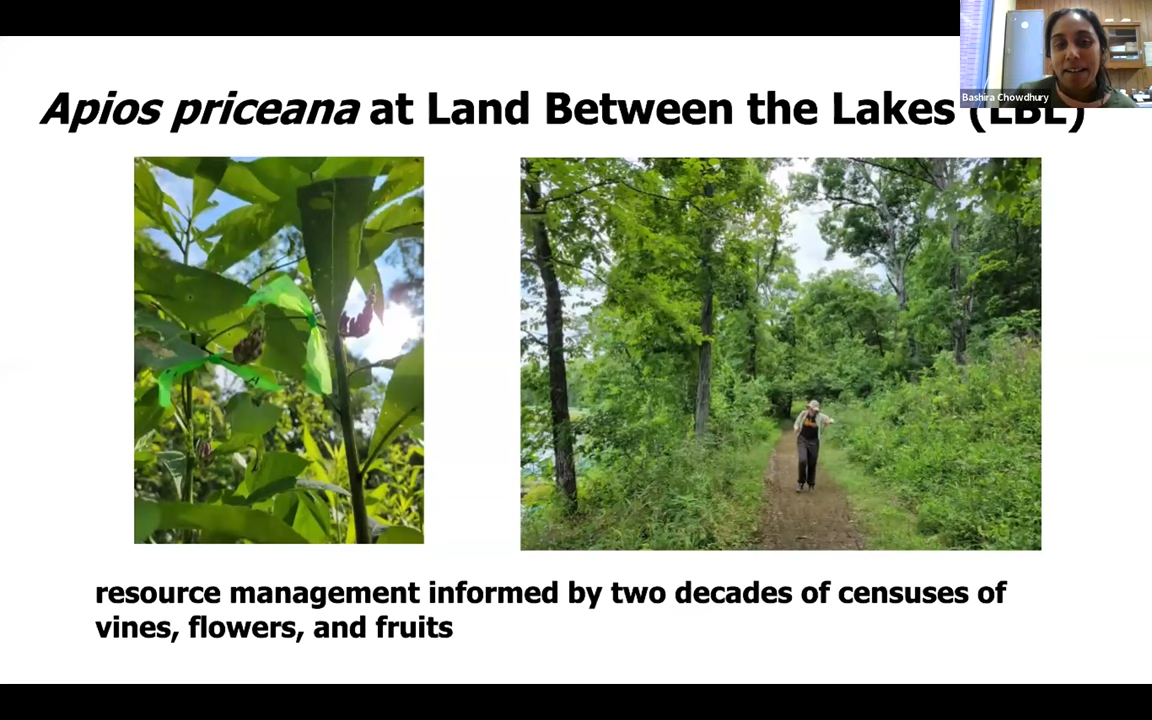 Bashira Chowdhury
Apios priceana at Land Between the Lakes (LBL)
resource management informed by two decades of censuses of
vines, flowers, and fruits